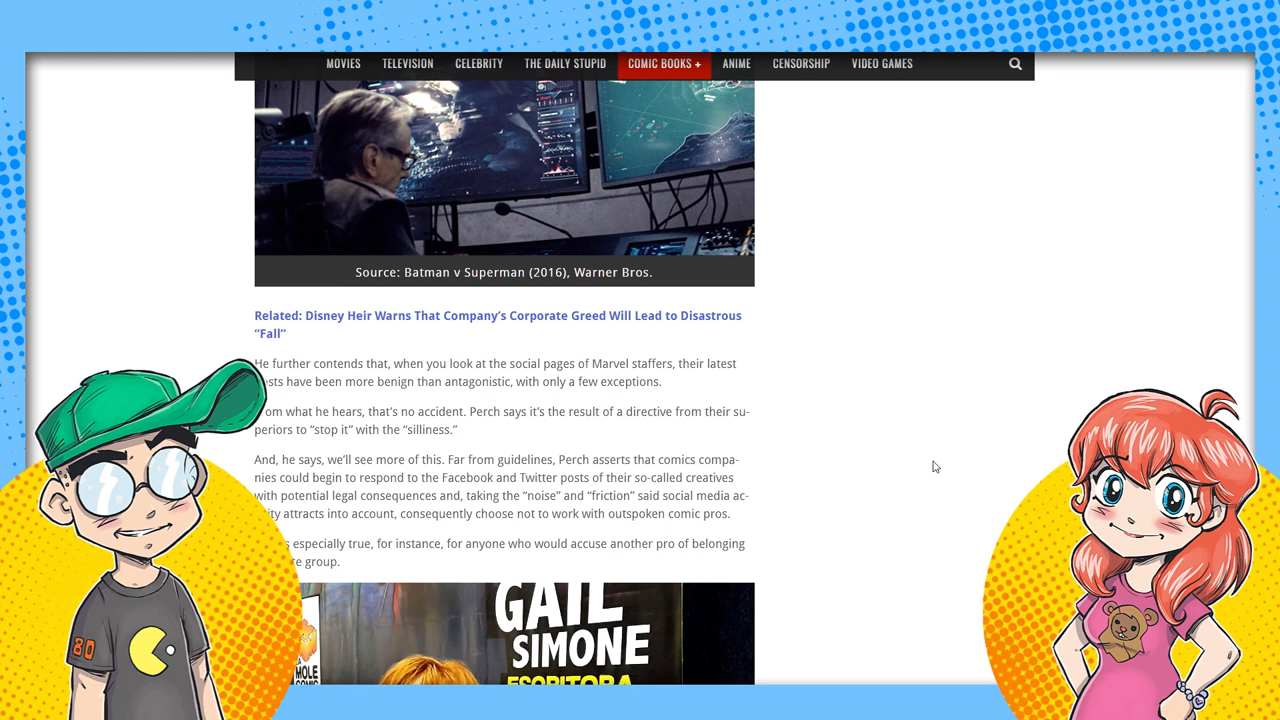 MOVIES TELEVISION CELEBRITY THE DAILY STUPID COMIC BOOKS + ANIME CENSORSHIP VIDEO GAMES
Source: Batman v Superman (2016), Warner Bros.
Related: Disney Heir Warns That Company’s Corporate Greed Will Lead to Disastrous
“Fall”
He further contends that, when you look at the social pages of Marvel staffers, their latest
have been more benign than antagonistic, with only a few exceptions.
what he hears, that’s no accident. Perch says it’s the result of a directive from their su-
periors to “stop it” with the “silliness.”
And, he says, we’ll see more of this. Far from guidelines, Perch asserts that comics compa-
nies could begin to respond to the Facebook and Twitter posts of their so-called creatives
with potential legal consequences and, taking the “noise” and “friction” said social media ac-
attracts into account, consequently choose not to work with outspoken comic pros.
especially true, for instance, for anyone who would accuse another pro of belonging
group.
GAIL
SIMONE
ESCRITORA
MOLE
COMIC
80